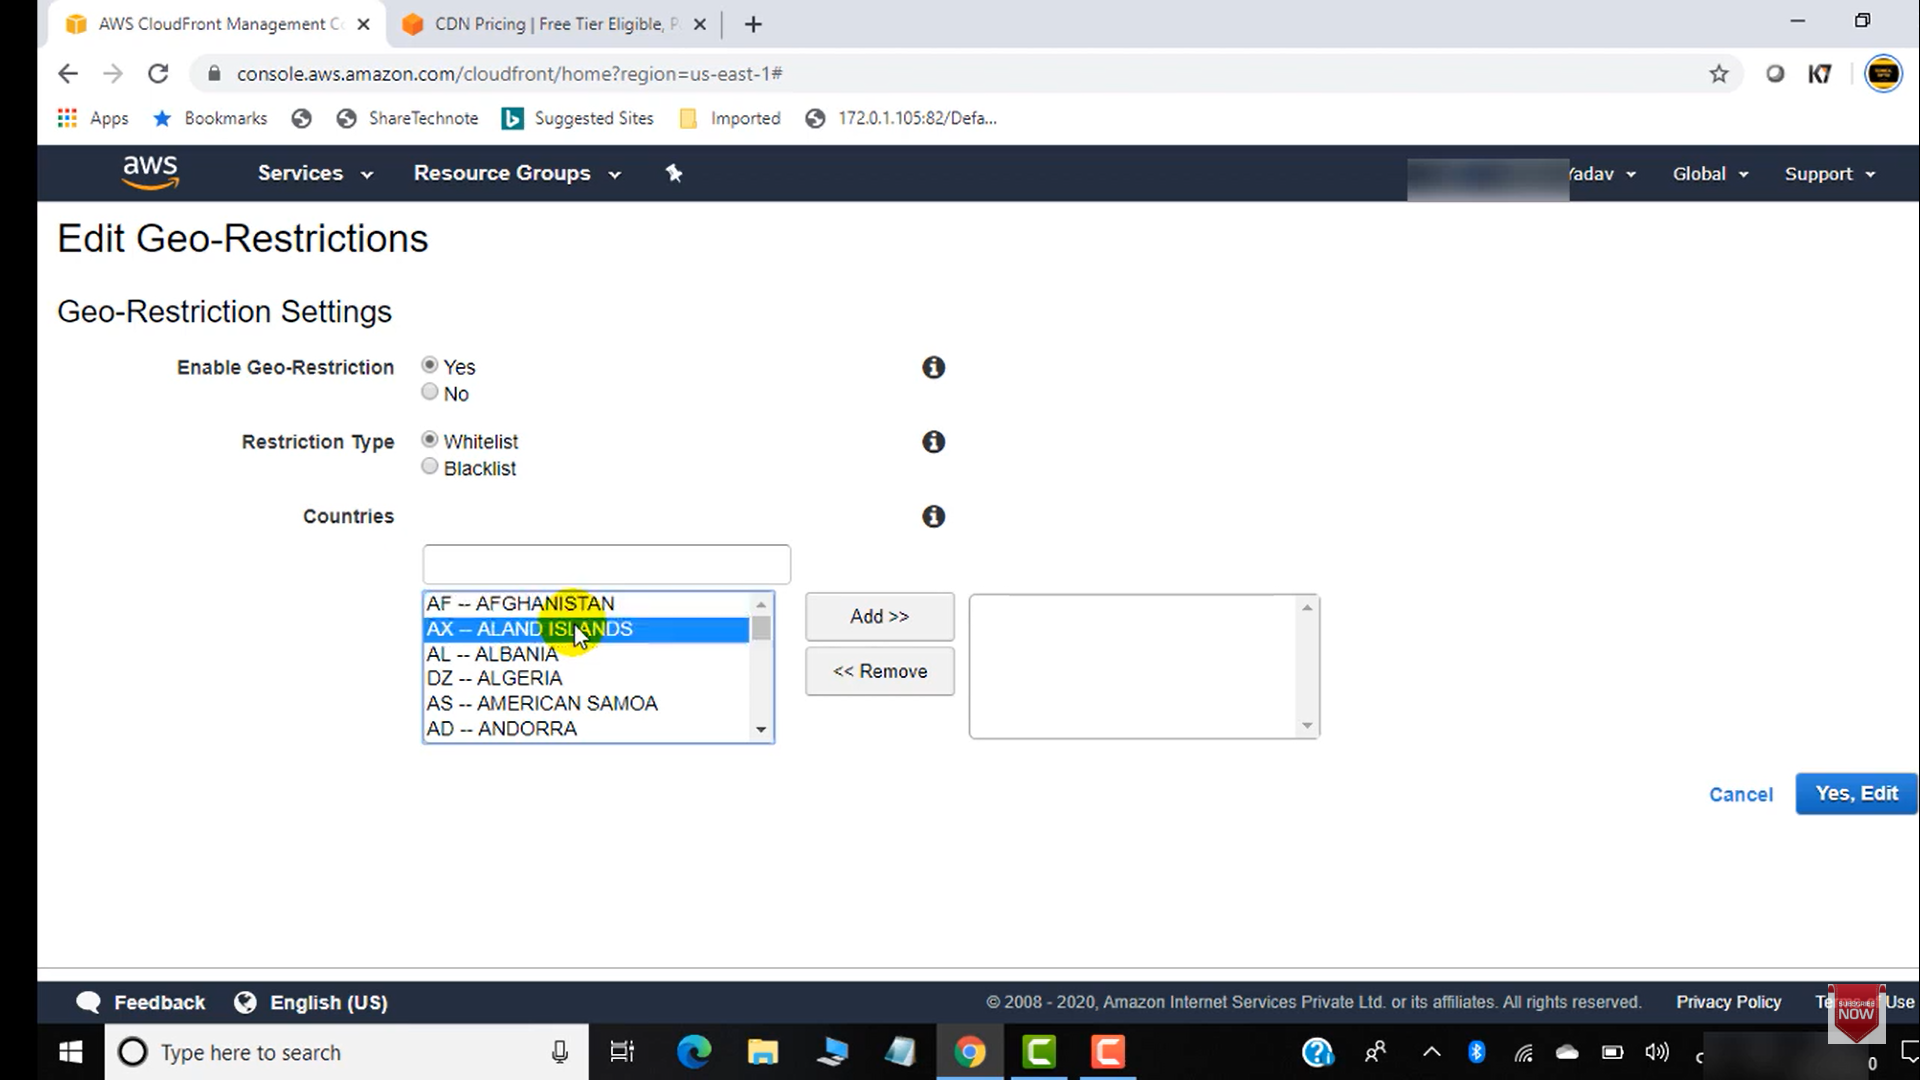 AWS CloudFront Management Co
CDN Pricing | Free Tier Eligible, P
console.aws.amazon.com/cloudfront/home?region=us-east-1#
K7
Apps
Bookmarks
ShareTechnote
Suggested Sites
Imported
172.0.1.105:82/Defa...
aws
Services
Resource Groups
Yadav
Global
Support
Edit Geo-Restrictions
Geo-Restriction Settings
Enable Geo-Restriction
Yes
No
Restriction Type
Whitelist
Blacklist
Countries
AF -- AFGHANISTAN
AX -- ALAND ISLANDS
AL -- ALBANIA
DZ -- ALGERIA
AS -- AMERICAN SAMOA
AD -- ANDORRA
Add >>
<< Remove
Cancel
Yes, Edit
Feedback
English (US)
© 2008 - 2020, Amazon Internet Services Private Ltd. or its affiliates. All rights reserved.
Privacy Policy
Use
SUBSCRIBE
NOW
Type here to search
0